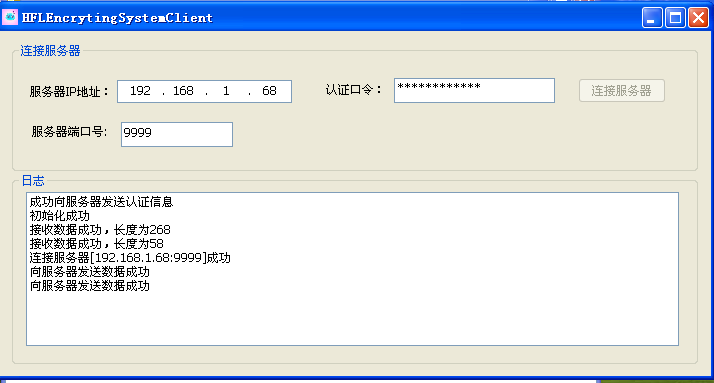 HFLEncrytingSystemClient
连接服务器
服务器IP地址： 192 . 168 . 1 . 68 认证口令： ************ 连接服务器
服务器端口号: 9999
日志
成功向服务器发送认证信息
初始化成功
接收数据成功，长度为268
接收数据成功，长度为58
连接服务器[192.168.1.68:9999]成功
向服务器发送数据成功
向服务器发送数据成功